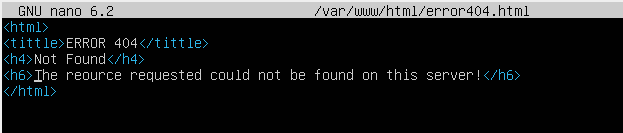 GNU nano 6.2 /var/www/html/error404.html
<html>
<tittle>ERROR 404</tittle>
<h4>Not Found</h4>
<h6>The reource requested could not be found on this server!</h6>
</html>